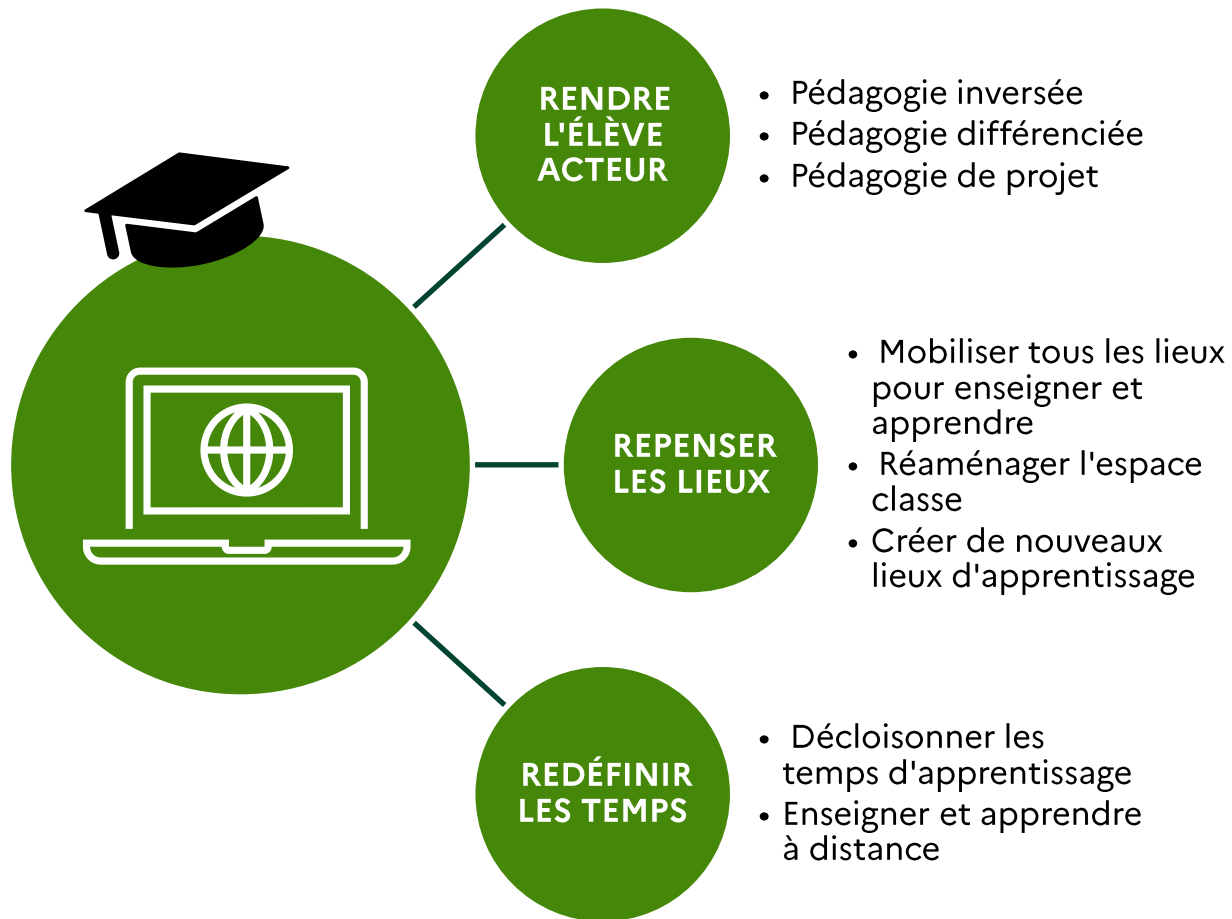 RENDRE
L'ÉLÈVE
ACTEUR
• Pédagogie inversée
• Pédagogie différenciée
• Pédagogie de projet
REPENSER
LES LIEUX
• Mobiliser tous les lieux
pour enseigner et
apprendre
• Réaménager l'espace
classe
• Créer de nouveaux
lieux d'apprentissage
REDÉFINIR
LES TEMPS
• Décloisonner les
temps d'apprentissage
• Enseigner et apprendre
à distance